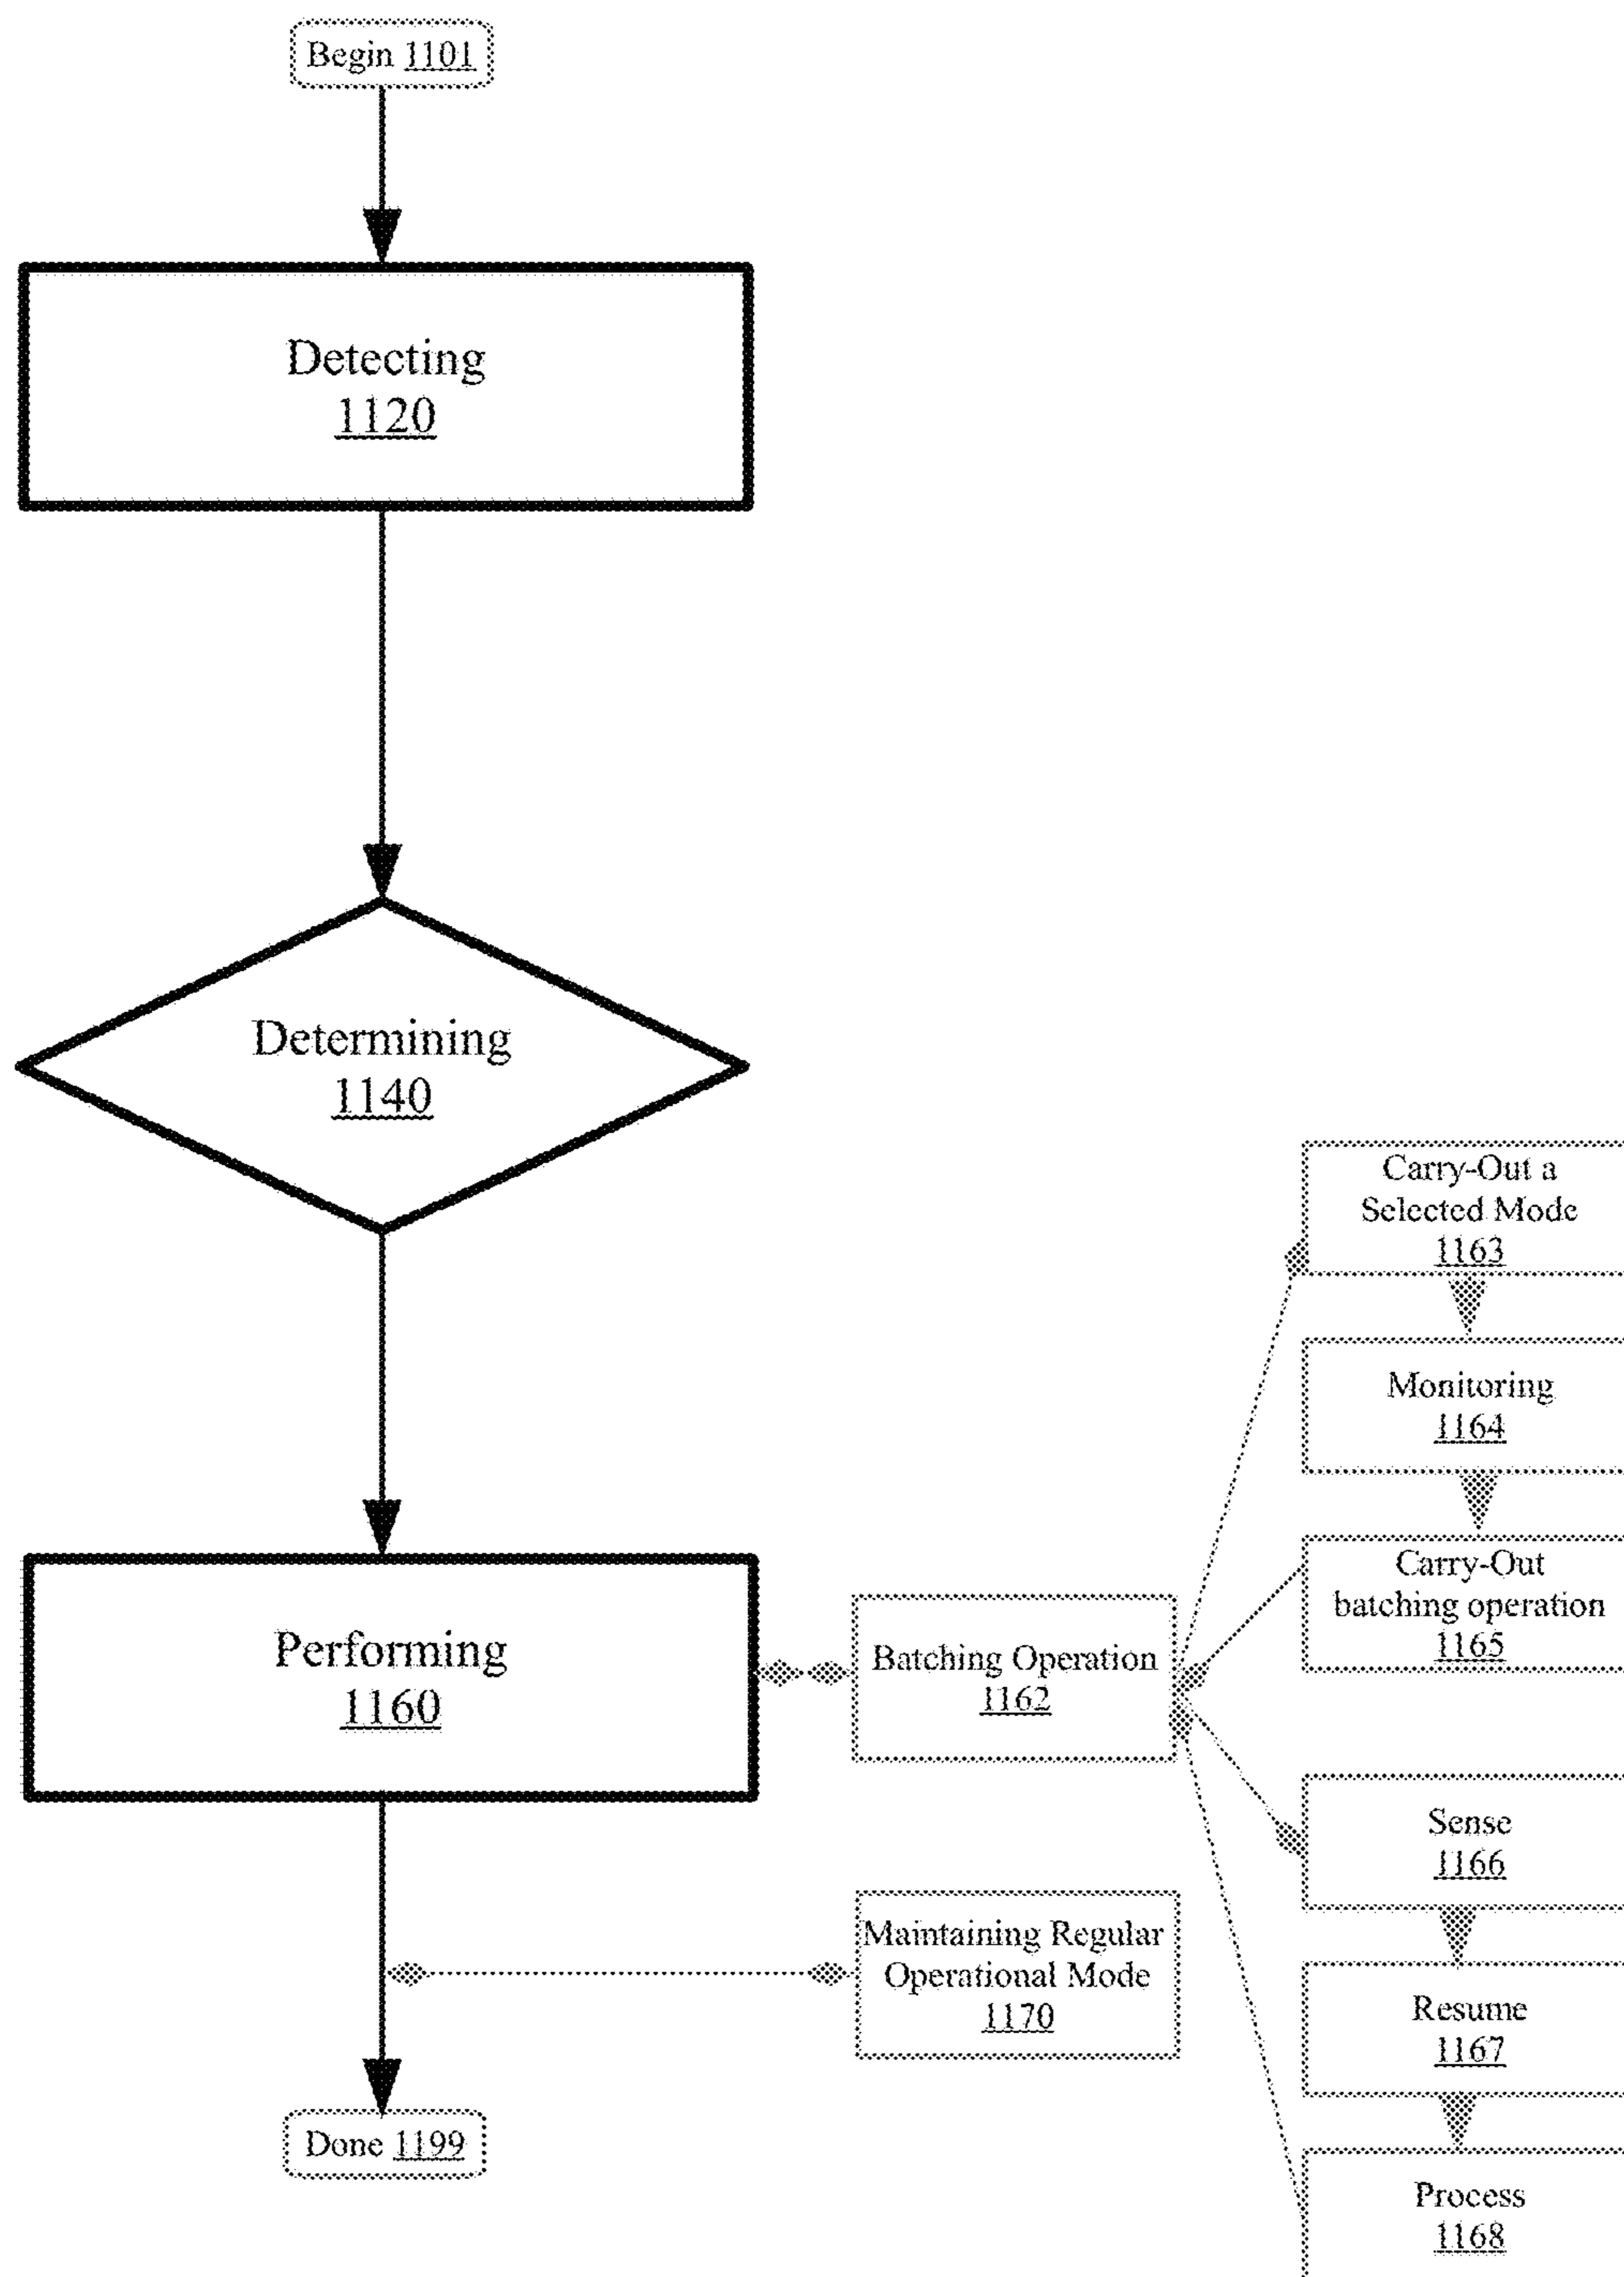 Begin 1101
Detecting
1120
Determining
1140
Performing
1160
Batching Operation
1162
Carry-Out a
Selected Mode
1163
Monitoring
1164
Carry-Out
batching operation
1165
Sense
1166
Resume
1167
Process
1168
Maintaining Regular
Operational Mode
1170
Done 1199